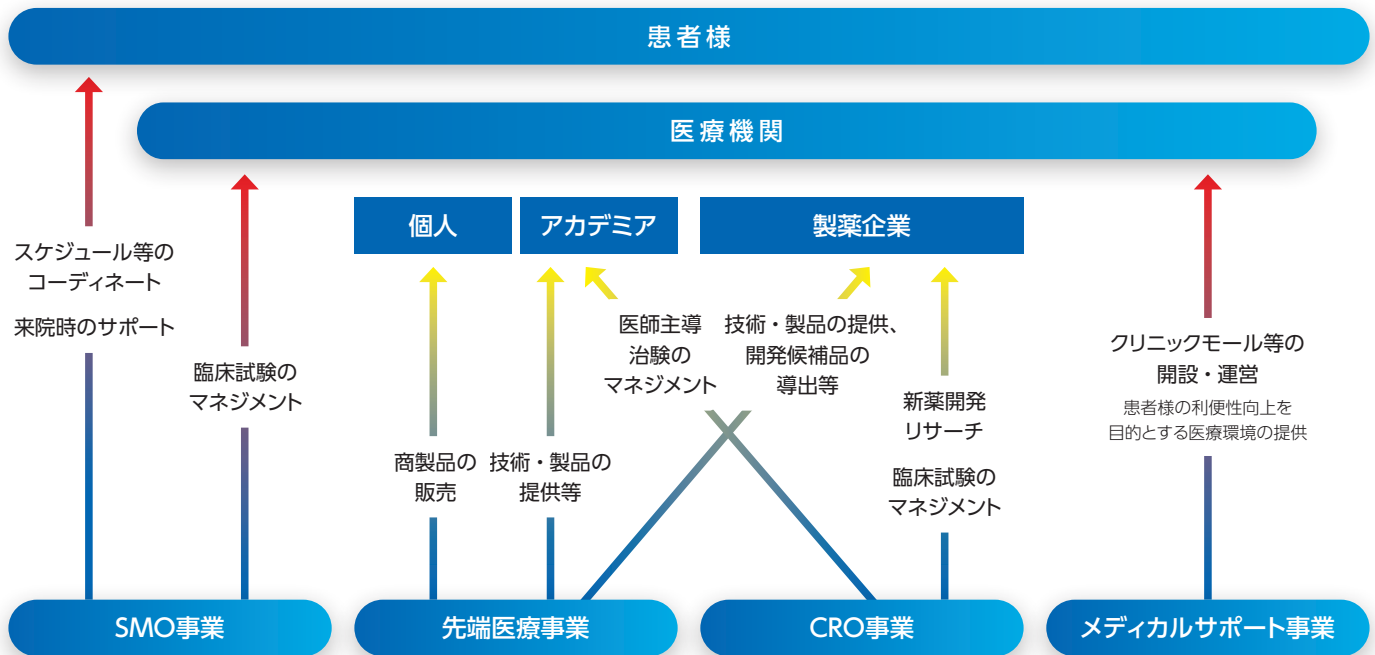 患者様
医療機関
個人
アカデミア
製薬企業
スケジュール等の
コーディネート
来院時のサポート
臨床試験の
マネジメント
商製品の
販売
技術・製品の
提供等
医師主導
治験の
マネジメント
技術・製品の提供、
開発候補品の
導出等
新薬開発
リサーチ
臨床試験の
マネジメント
クリニックモール等の
開設・運営
患者様の利便性向上を
目的とする医療環境の提供
SMO事業
先端医療事業
CRO事業
メディカルサポート事業